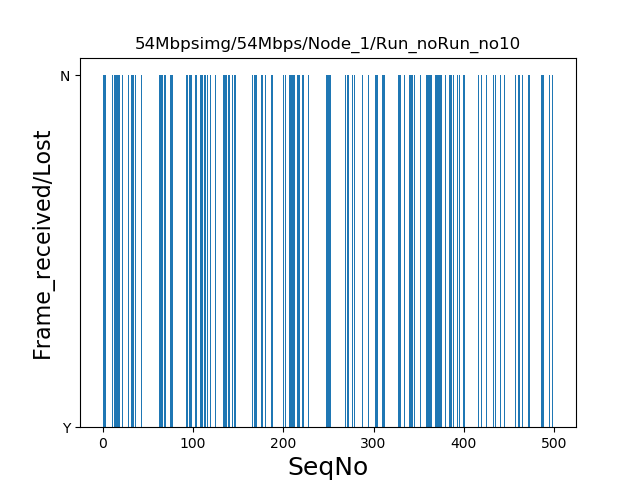 54Mbpsimg/54Mbps/Node_1/Run_noRun_no10
N
Frame_received/Lost
Y
0 100 200 300 400 500
SeqNo